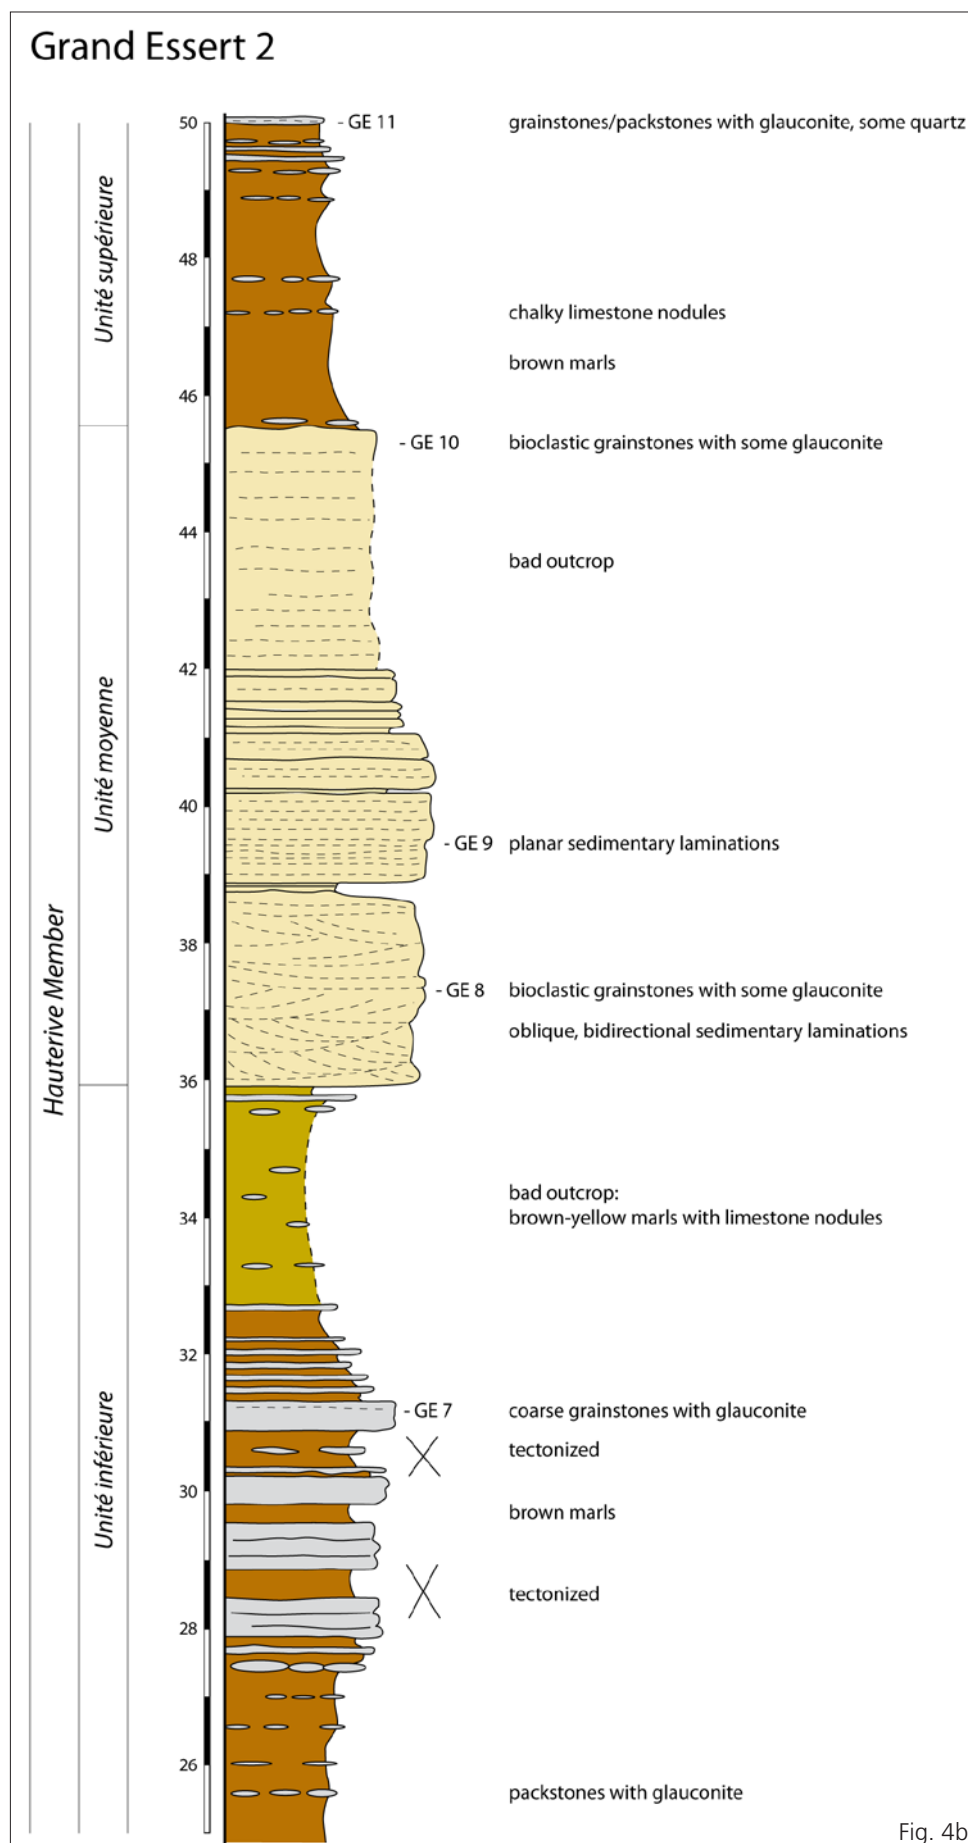 Grand Essert 2
50
- GE 11
grainstones/packstones with glauconite, some quartz
Unité supérieure
48
chalky limestone nodules
brown marls
46
- GE 10
bioclastic grainstones with some glauconite
44
bad outcrop
42
Unité moyenne
40
- GE 9
planar sedimentary laminations
Hauterive Member
38
- GE 8
bioclastic grainstones with some glauconite
oblique, bidirectional sedimentary laminations
36
bad outcrop:
34
brown-yellow marls with limestone nodules
32
Unité inférieure
- GE 7
coarse grainstones with glauconite
tectonized
30
brown marls
tectonized
28
26
packstones with glauconite
Fig. 4b